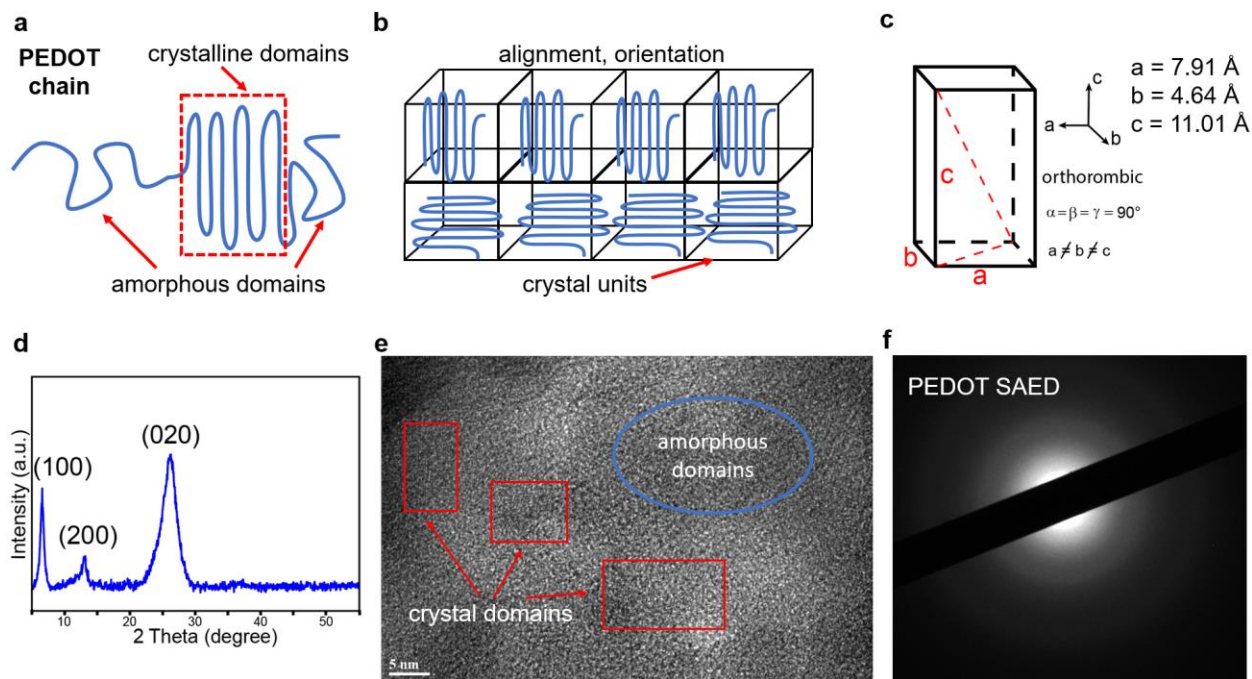 a
PEDOT
chain
crystalline domains
amorphous domains
b
alignment, orientation
crystal units
c
c
b
a
c
a
b
a = 7.91 Å
b = 4.64 Å
c = 11.01 Å
orthorombic
α = β = γ = 90°
a ≠ b ≠ c
d
Intensity (a.u.)
(100)
(200)
(020)
10 20 30 40 50
2 Theta (degree)
e
amorphous
domains
crystal domains
5 nm
f
PEDOT SAED